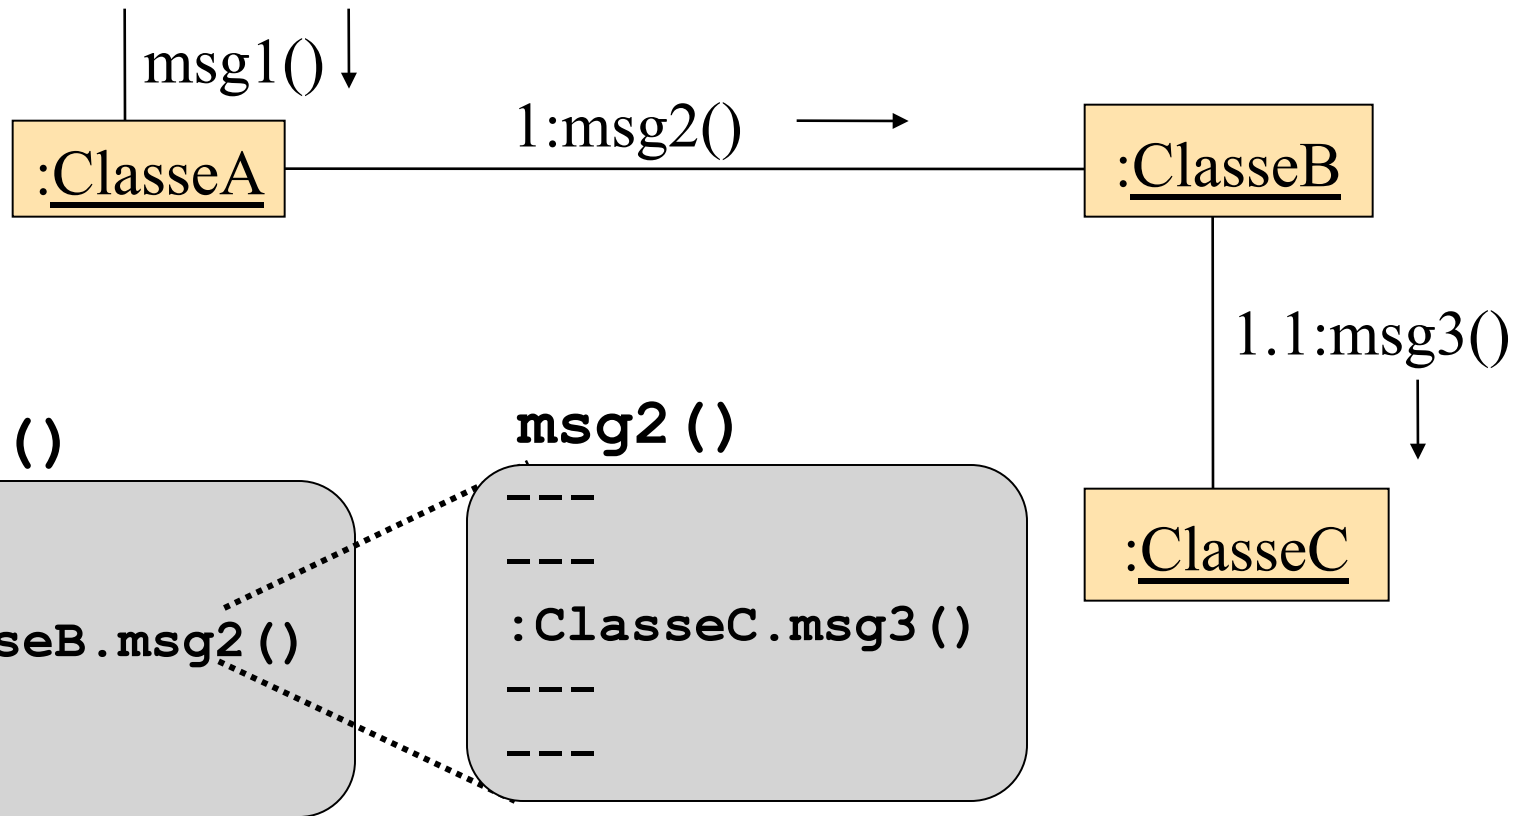 msg1()
1:msg2()
:ClasseA
:ClasseB
1.1:msg3()
:ClasseC
()
seB.msg2()
msg2()
---
---
:ClasseC.msg3()
---
---